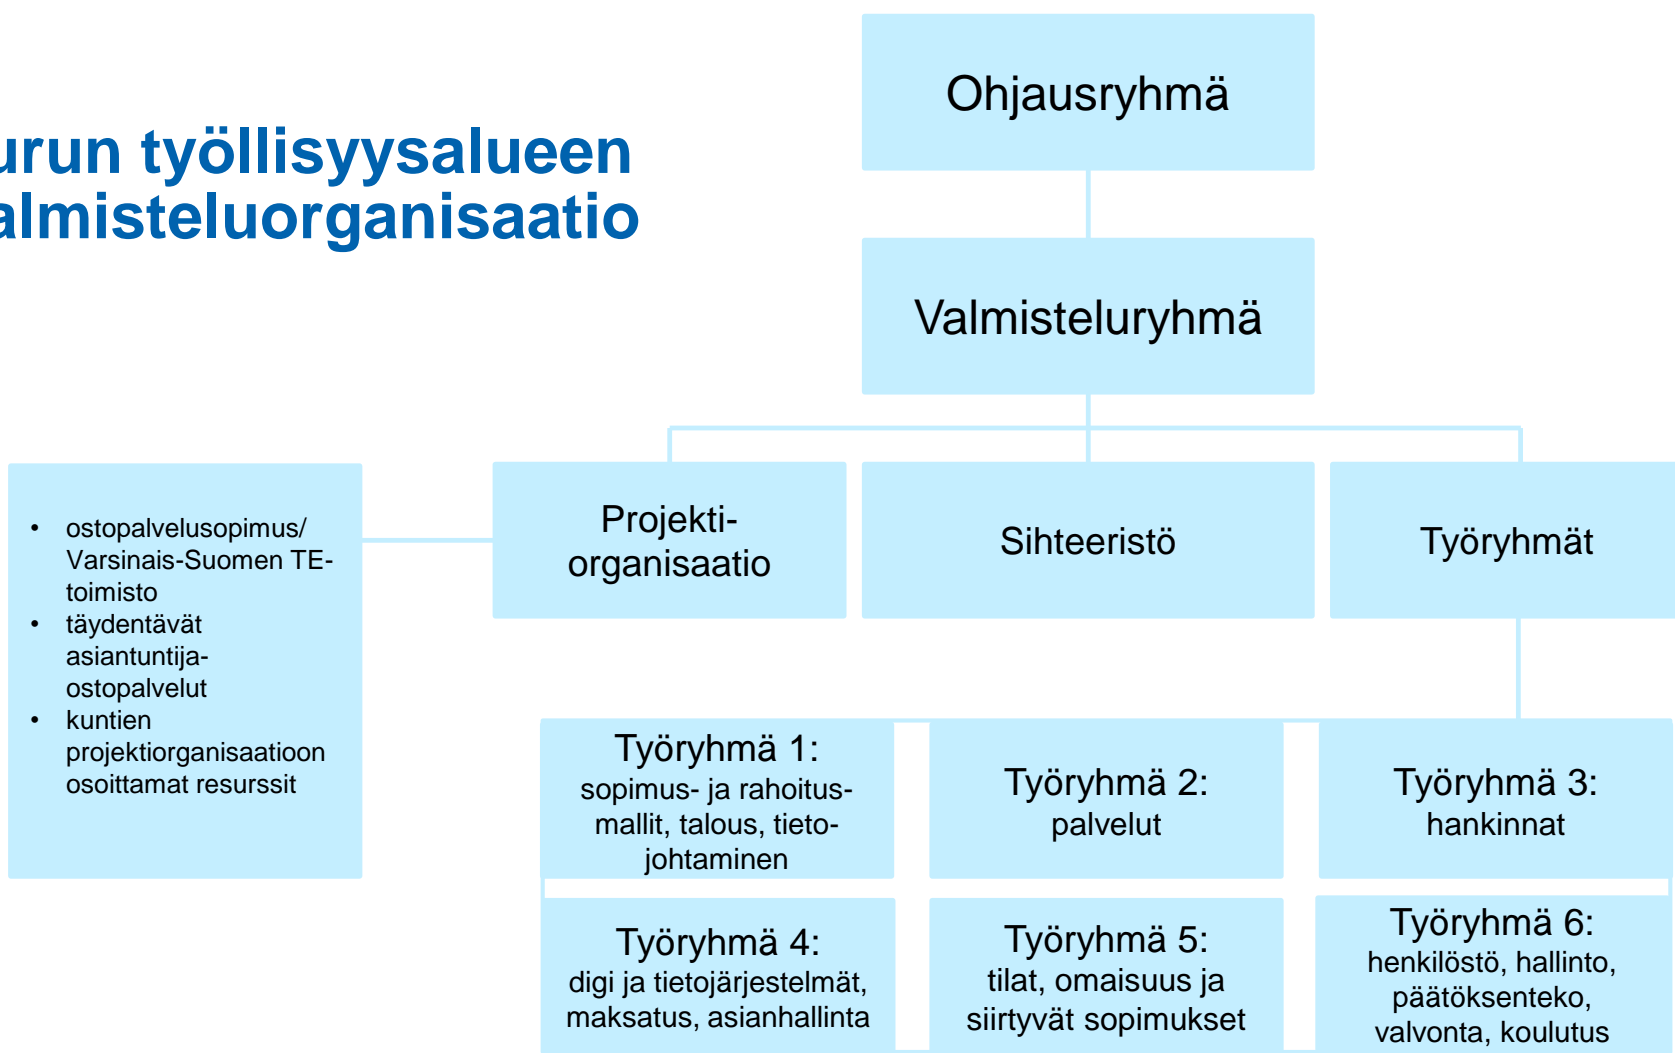 urun työllisyysalueen
almisteluorganisaatio
Ohjausryhmä
Valmisteluryhmä
• ostopalvelusopimus/
Varsinais-Suomen TE-
toimisto
• täydentävät
asiantuntija-
ostopalvelut
• kuntien
projektiorganisaatioon
osoittamat resurssit
Projekti-
organisaatio
Sihteeristö
Työryhmät
Työryhmä 1:
sopimus- ja rahoitus-
mallit, talous, tieto-
johtaminen
Työryhmä 2:
palvelut
Työryhmä 3:
hankinnat
Työryhmä 4:
digi ja tietojärjestelmät,
maksatus, asianhallinta
Työryhmä 5:
tilat, omaisuus ja
siirtyvät sopimukset
Työryhmä 6:
henkilöstö, hallinto,
päätöksenteko,
valvonta, koulutus